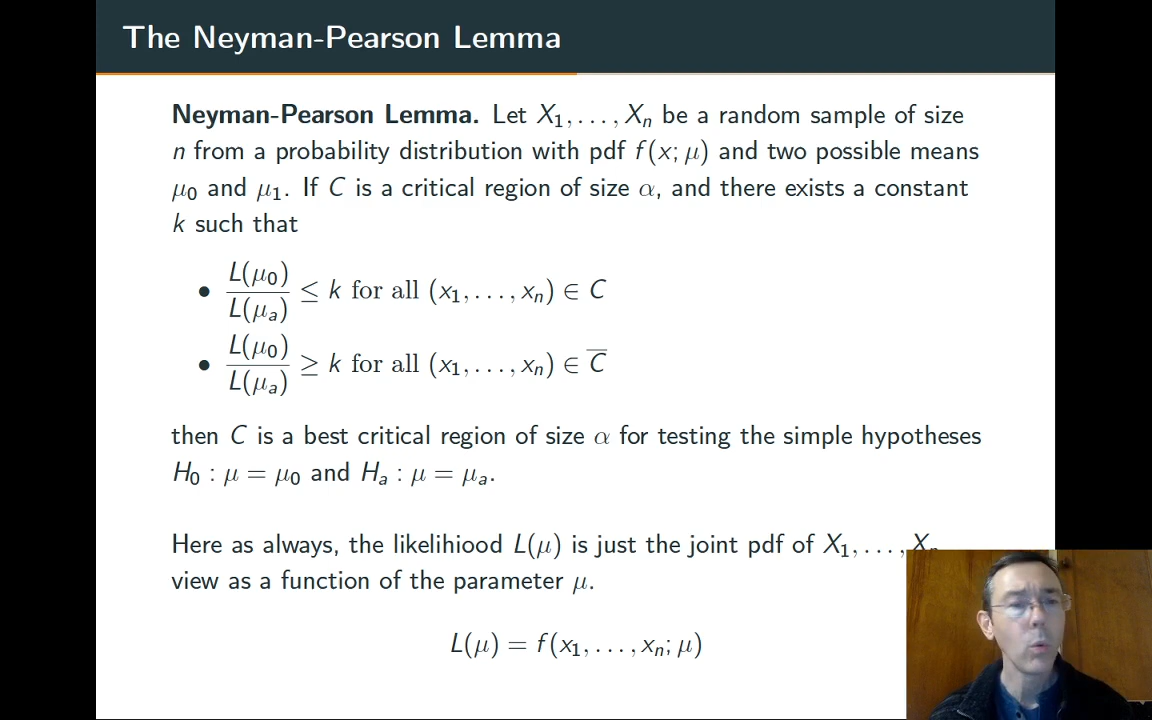 The Neyman-Pearson Lemma
Neyman-Pearson Lemma. Let X₁, . . . , Xₙ be a random sample of size
n from a probability distribution with pdf f(x; μ) and two possible means
μ₀ and μ₁. If C is a critical region of size α, and there exists a constant
k such that
• L(μ₀)/L(μₐ) ≤ k for all (x₁, . . . , xₙ) ∈ C
• L(μ₀)/L(μₐ) ≥ k for all (x₁, . . . , xₙ) ∈ C̅
then C is a best critical region of size α for testing the simple hypotheses
H₀ : μ = μ₀ and Hₐ : μ = μₐ.
Here as always, the likelihiood L(μ) is just the joint pdf of X₁, . . . , Xₙ
view as a function of the parameter μ.
L(μ) = f(x₁, . . . , xₙ; μ)